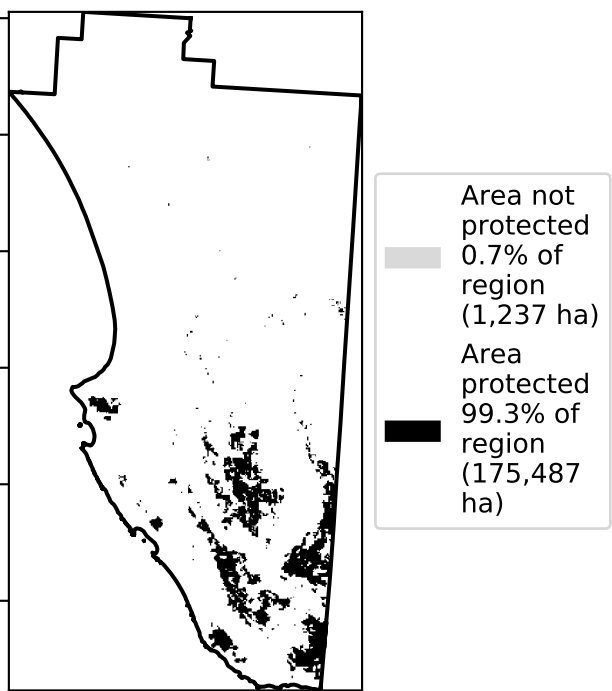 Area not
protected
0.7% of
region
(1,237 ha)
Area
protected
99.3% of
region
(175,487
ha)